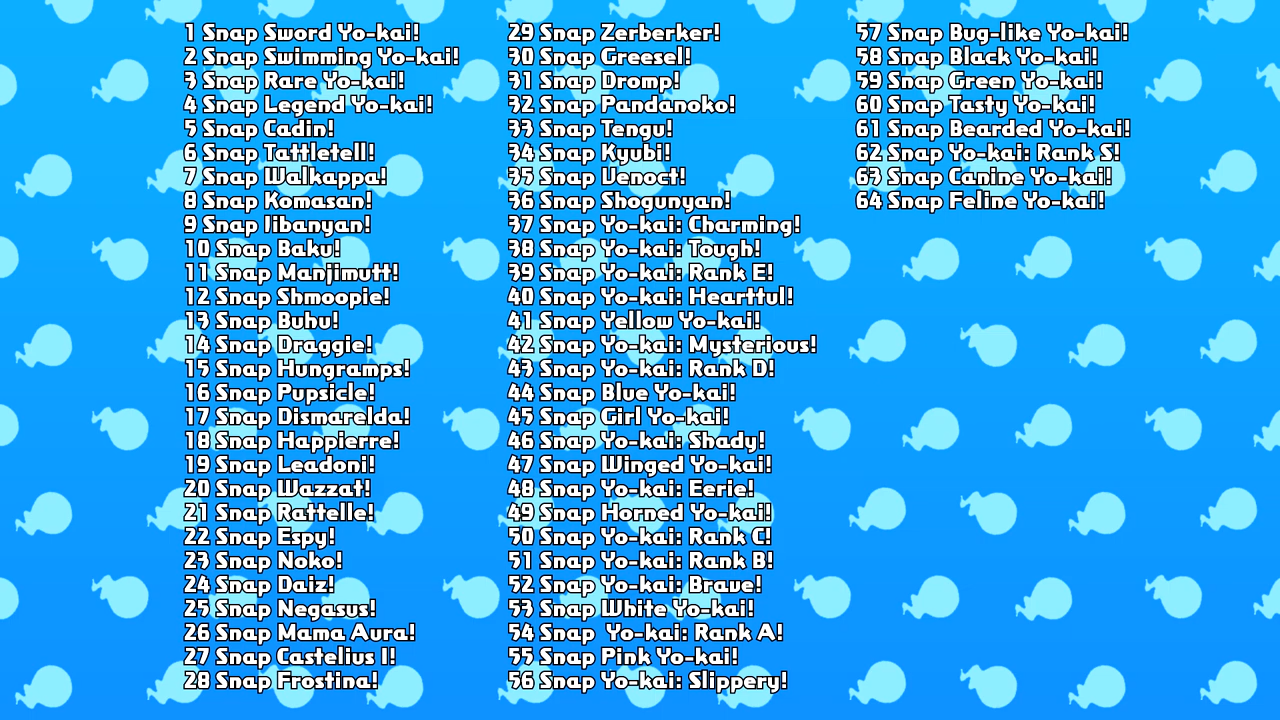 1 Snap Sword Yo-kai!
2 Snap Swimming Yo-kai!
3 Snap Rare Yo-kai!
4 Snap Legend Yo-kai!
5 Snap Cadin!
6 Snap Tattletell!
7 Snap Walkappa!
8 Snap Komasan!
9 Snap Jibanyan!
10 Snap Baku!
11 Snap Manjimutt!
12 Snap Shmoopie!
13 Snap Buhu!
14 Snap Draggie!
15 Snap Hungramps!
16 Snap Pupsicle!
17 Snap Dismarelda!
18 Snap Happierre!
19 Snap Leadoni!
20 Snap Wazzat!
21 Snap Rattelle!
22 Snap Espy!
23 Snap Noko!
24 Snap Daiz!
25 Snap Negasus!
26 Snap Mama Aura!
27 Snap Castelius I!
28 Snap Frostina!
29 Snap Zerberker!
30 Snap Greesel!
31 Snap Dromp!
32 Snap Pandanoko!
33 Snap Tengu!
34 Snap Kyubi!
35 Snap Venoct!
36 Snap Shogunyan!
37 Snap Yo-kai: Charming!
38 Snap Yo-kai: Tough!
39 Snap Yo-kai: Rank E!
40 Snap Yo-kai: Heartful!
41 Snap Yellow Yo-kai!
42 Snap Yo-kai: Mysterious!
43 Snap Yo-kai: Rank D!
44 Snap Blue Yo-kai!
45 Snap Girl Yo-kai!
46 Snap Yo-kai: Shady!
47 Snap Winged Yo-kai!
48 Snap Yo-kai: Eerie!
49 Snap Horned Yo-kai!
50 Snap Yo-kai: Rank C!
51 Snap Yo-kai: Rank B!
52 Snap Yo-kai: Brave!
53 Snap White Yo-kai!
54 Snap  Yo-kai: Rank A!
55 Snap Pink Yo-kai!
56 Snap Yo-kai: Slippery!
57 Snap Bug-like Yo-kai!
58 Snap Black Yo-kai!
59 Snap Green Yo-kai!
60 Snap Tasty Yo-kai!
61 Snap Bearded Yo-kai!
62 Snap Yo-kai: Rank S!
63 Snap Canine Yo-kai!
64 Snap Feline Yo-kai!